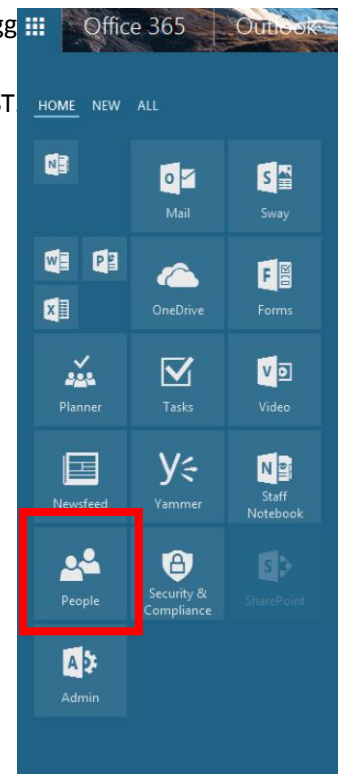 Office 365 Outlook
HOME NEW ALL
N
Mail
Sway
W P
X
OneDrive
Forms
Planner
Tasks
Video
Newsfeed
Yammer
Staff
Notebook
People
Security &
Compliance
SharePoint
Admin